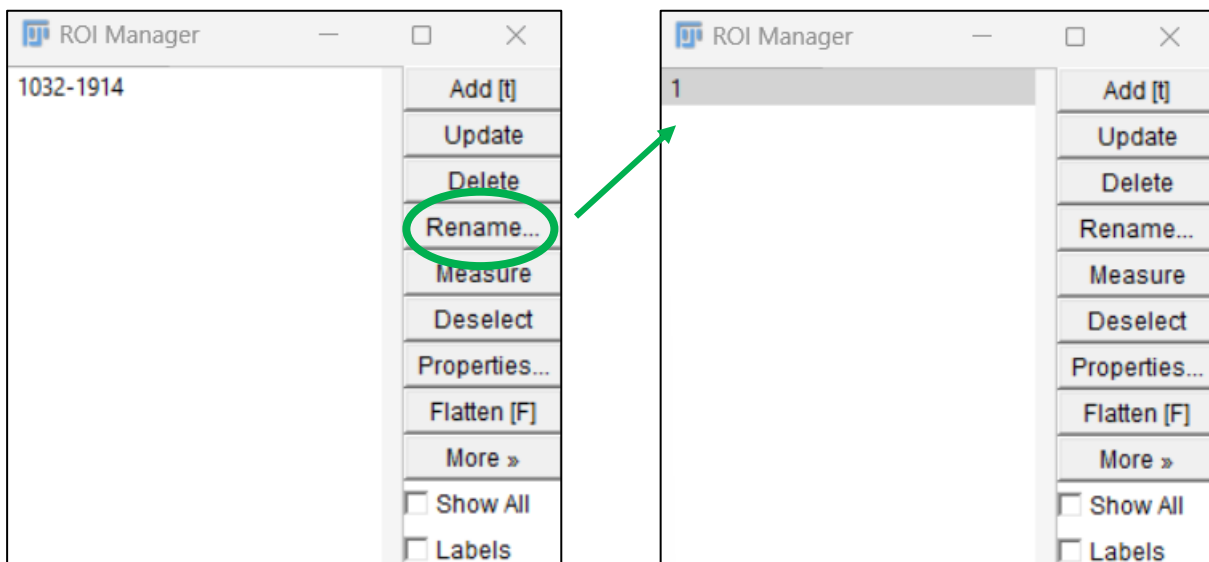 ROI Manager
1032-1914
Add [t]
Update
Delete
Rename...
Measure
Deselect
Properties...
Flatten [F]
More »
Show All
Labels
ROI Manager
1
Add [t]
Update
Delete
Rename...
Measure
Deselect
Properties...
Flatten [F]
More »
Show All
Labels